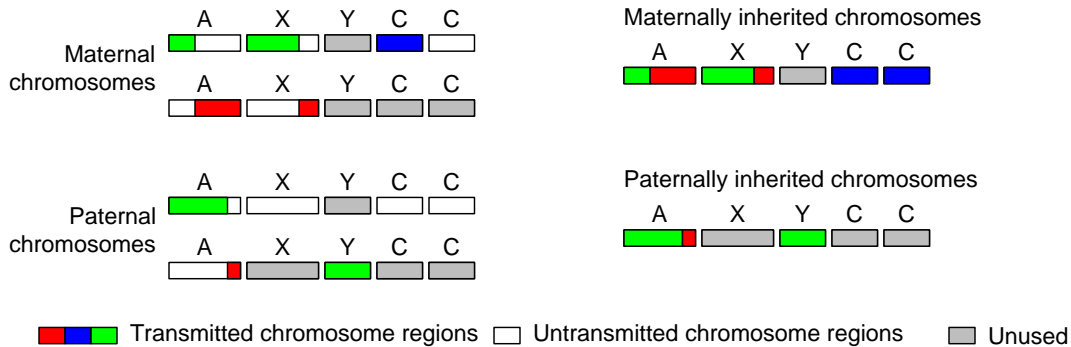 A X Y C C
Maternally inherited chromosomes
A X Y C C
Maternal
chromosomes
A X Y C C
A X Y C C
Paternally inherited chromosomes
A X Y C C
Paternal
chromosomes
A X Y C C
Transmitted chromosome regions
Untransmitted chromosome regions
Unused